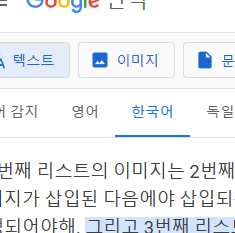 Google 번역
텍스트 이미지 문
어 감지 영어 한국어 독일
번째 리스트의 이미지는 2번째
지가 삽입된 다음에야 삽입되
되어야해. 그리고 3번째 리스트